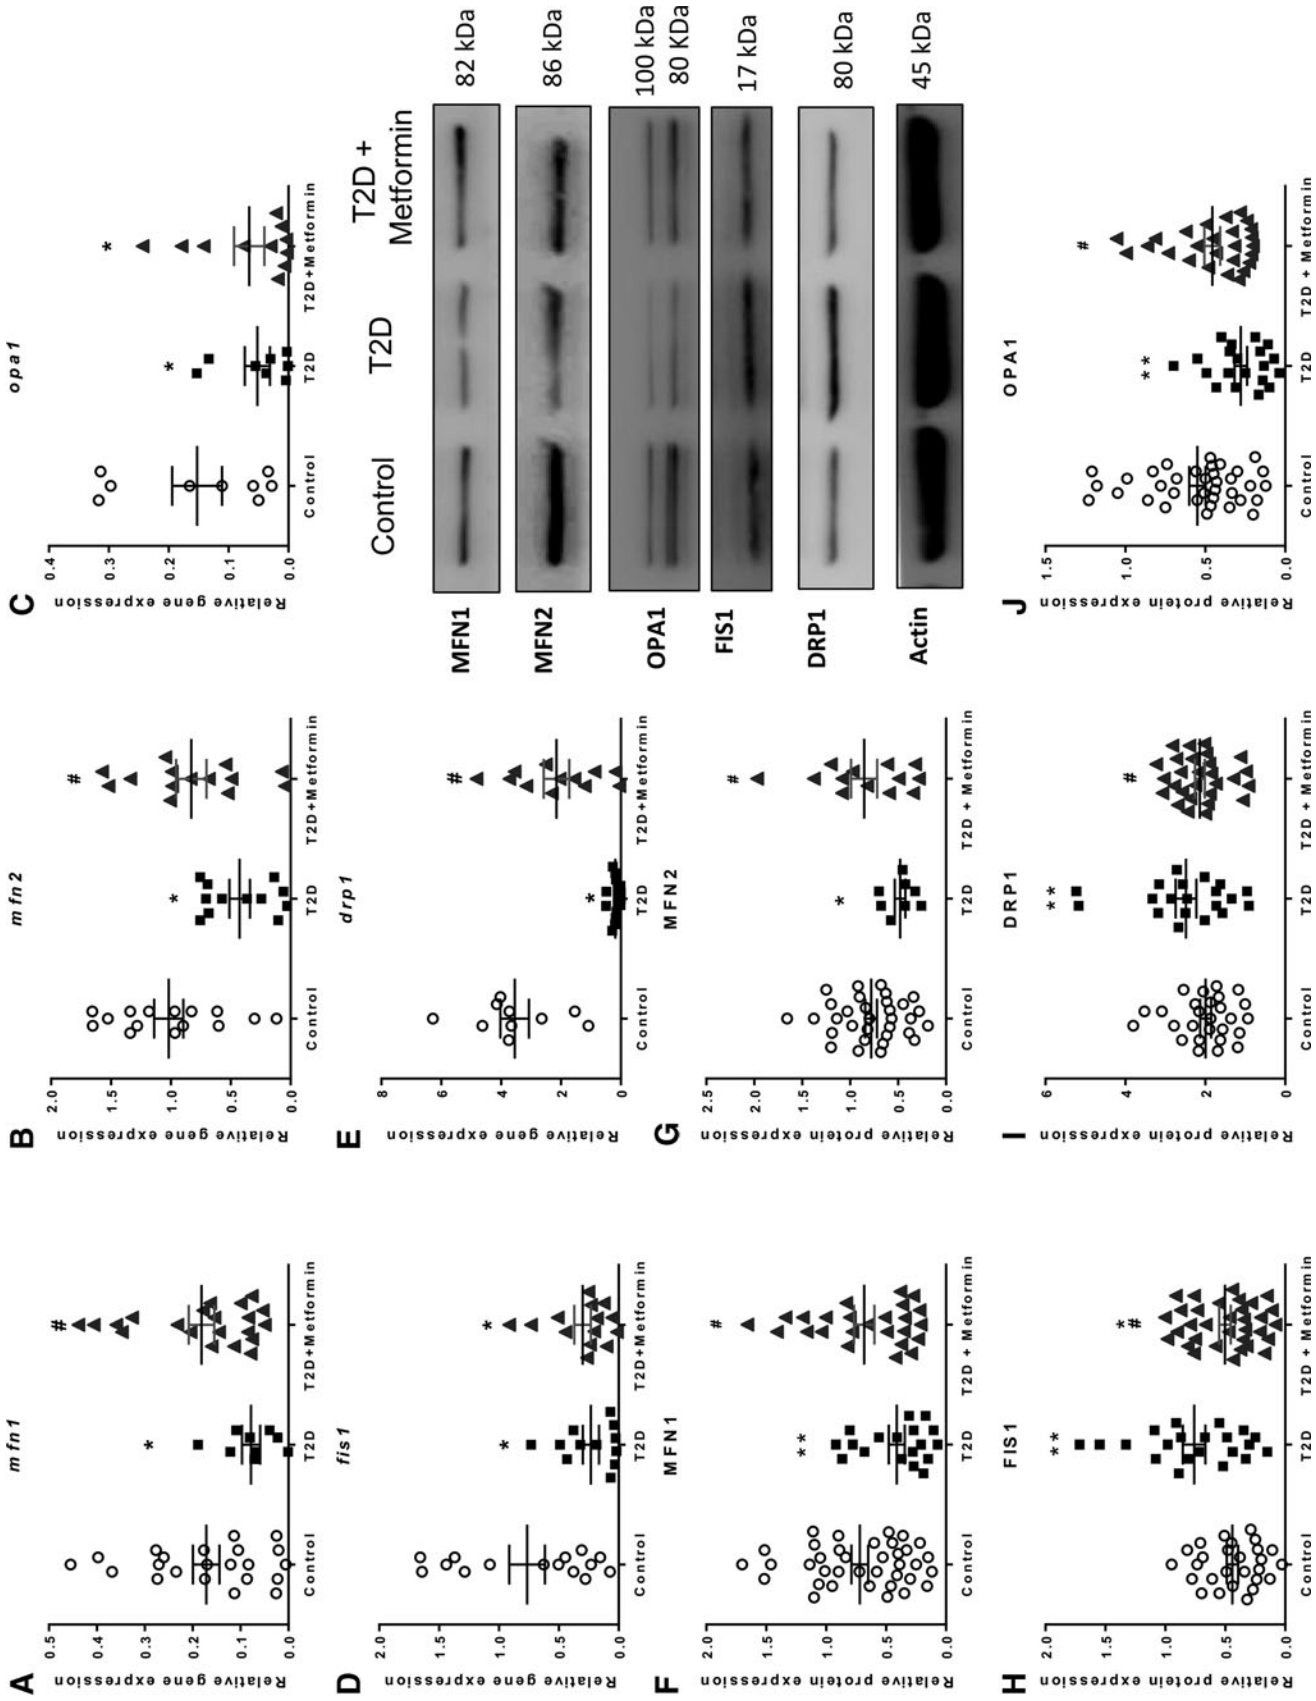 A
mfn1
Relative gene expression
0.5
0.4
0.3
0.2
0.1
0.0
*
#
Control
T2D
T2D+Metformin
B
mfn2
Relative gene expression
2.0
1.5
1.0
0.5
0.0
*
#
Control
T2D
T2D+Metformin
C
opa1
Relative gene expression
0.4
0.3
0.2
0.1
0.0
*
*
Control
T2D
T2D+Metformin
D
fis1
Relative gene expression
2.0
1.5
1.0
0.5
0.0
*
*
Control
T2D
T2D+Metformin
E
drp1
Relative gene expression
8
6
4
2
0
*
#
Control
T2D
T2D+Metformin
Control
T2D
T2D +
Metformin
MFN1
82 kDa
MFN2
86 kDa
OPA1
100 kDa
80 KDa
FIS1
17 kDa
DRP1
80 kDa
Actin
45 kDa
F
MFN1
Relative protein expression
2.0
1.5
1.0
0.5
0.0
**
#
Control
T2D
T2D + Metformin
G
MFN2
Relative protein expression
2.5
2.0
1.5
1.0
0.5
0.0
*
#
Control
T2D
T2D + Metformin
H
FIS1
Relative protein expression
2.0
1.5
1.0
0.5
0.0
**
*
#
Control
T2D
T2D + Metformin
I
DRP1
Relative protein expression
6
4
2
0
**
#
Control
T2D
T2D + Metformin
J
OPA1
Relative protein expression
1.5
1.0
0.5
0.0
**
#
Control
T2D
T2D + Metformin